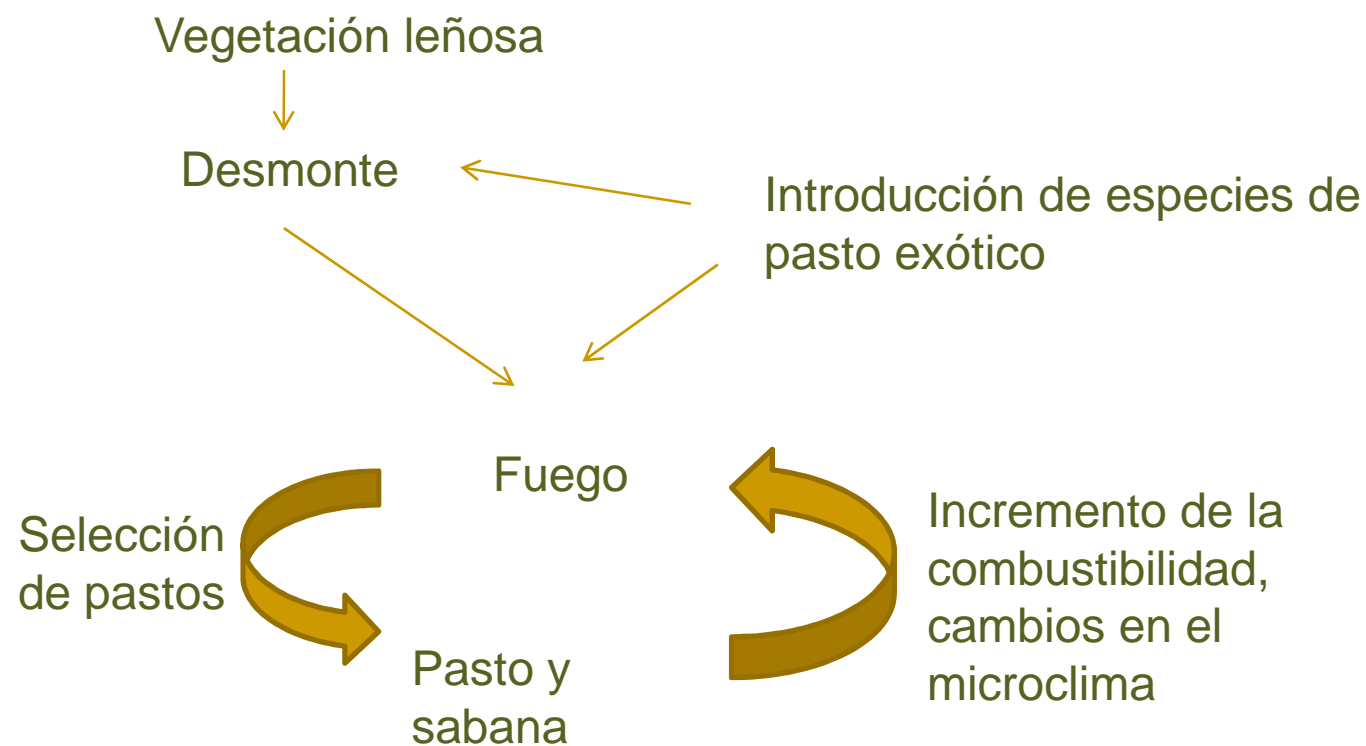 Vegetación leñosa
Desmonte
Introducción de especies de
pasto exótico
Fuego
Selección
de pastos
Incremento de la
combustibilidad,
cambios en el
microclima
Pasto y
sabana